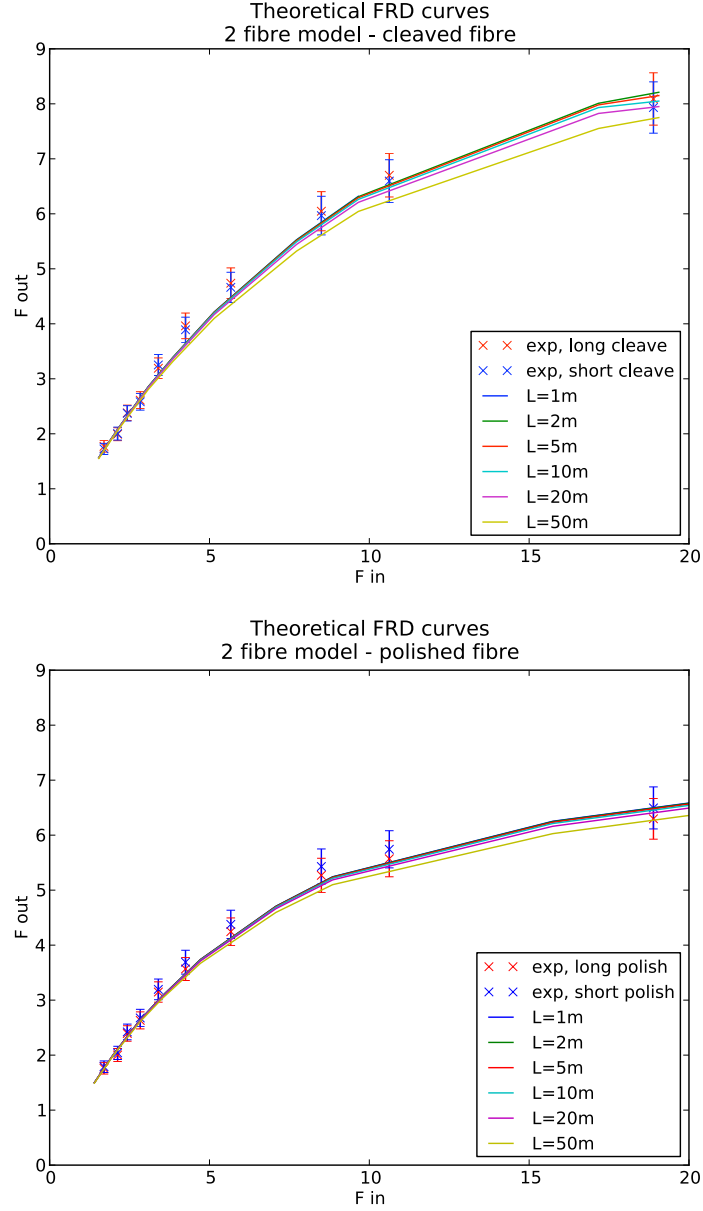 Theoretical FRD curves
2 fibre model - cleaved fibre
9
8
7
6
5
4
3
2
1
0
F out
exp, long cleave
exp, short cleave
L=1m
L=2m
L=5m
L=10m
L=20m
L=50m
0 5 10 15 20
F in
Theoretical FRD curves
2 fibre model - polished fibre
9
8
7
6
5
4
3
2
1
0
F out
exp, long polish
exp, short polish
L=1m
L=2m
L=5m
L=10m
L=20m
L=50m
0 5 10 15 20
F in